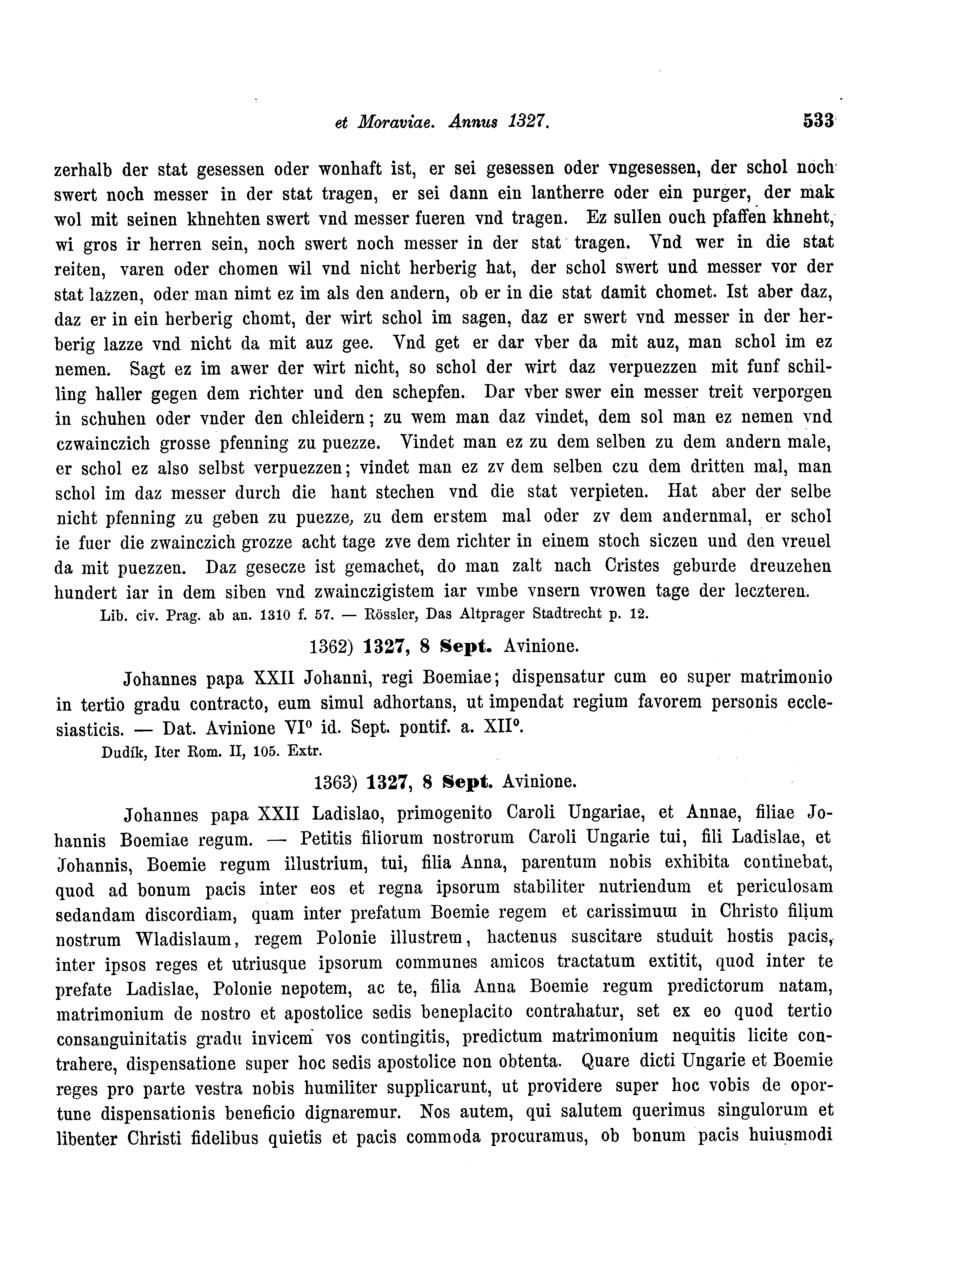 et Moraviae. Annus 1327. 533
zerhalb der stat gesessen oder wonhaft ist, er sei gesessen oder vngesessen, der schol noch
swert noch messer in der stat tragen, er sei dann ein lantherre oder ein purger, der mak
wol mit seinen khnehten swert vnd messer fueren vnd tragen. Ez sullen ouch pfaffen khneht,
wi gros ir herren sein, noch swert noch messer in der stat tragen. Vnd wer in die stat
reiten, varen oder chomen wil vnd nicht herberig hat, der schol swert und messer vor der
stat lazzen, oder man nimt ez im als den andern, ob er in die stat damit chomet. Ist aber daz,
daz er in ein herberig chomt, der wirt schol im sagen, daz er swert vnd messer in der her-
berig lazze vnd nicht da mit auz gee. Vnd get er dar vber da mit auz, man schol im ez
nemen. Sagt ez im awer der wirt nicht, so schol der wirt daz verpuezzen mit funf schil-
ling haller gegen dem richter und den schepfen. Dar vber swer ein messer treit verporgen
in schuhen oder vnder den chleidern; zu wem man daz vindet, dem sol man ez nemen vnd
czwainczich grosse pfenning zu puezze. Vindet man ez zu dem selben zu dem andern male,
er schol ez also selbst verpuezzen; vindet man ez zv dem selben czu dem dritten mal, man
schol im daz messer durch die hant stechen vnd die stat verpieten. Hat aber der selbe
nicht pfenning zu geben zu puezze, zu dem erstem mal oder zv dem andernmal, er schol
ie fuer die zwainczich grozze acht tage zve dem richter in einem stoch siczen und den vreuel
da mit puezzen. Daz gesecze ist gemachet, do man zalt nach Cristes geburde dreuzehen
hundert iar in dem siben vnd zwainczigistem iar vmbe vnsern vrowen tage der leczteren.
Lib. civ. Prag. ab an. 1310 f. 57. — Rössler, Das Altprager Stadtrecht p. 12.
1362) 1327, 8 Sept. Avinione.
Johannes papa XXII Johanni, regi Boemiae; dispensatur cum eo super matrimonio
in tertio gradu contracto, eum simul adhortans, ut impendat regium favorem personis eccle-
siasticis. — Dat. Avinione VI⁰ id. Sept. pontif. a. XII⁰.
Dudík, Iter Rom. II, 105. Extr.
1363) 1327, 8 Sept. Avinione.
Johannes papa XXII Ladislao, primogenito Caroli Ungariae, et Annae, filiae Jo-
hannis Boemiae regum. — Petitis filiorum nostrorum Caroli Ungarie tui, fili Ladislae, et
Johannis, Boemie regum illustrium, tui, filia Anna, parentum nobis exhibita continebat,
quod ad bonum pacis inter eos et regna ipsorum stabiliter nutriendum et periculosam
sedandam discordiam, quam inter prefatum Boemie regem et carissimum in Christo filium
nostrum Wladislaum, regem Polonie illustrem, hactenus suscitare studuit hostis pacis,
inter ipsos reges et utriusque ipsorum communes amicos tractatum extitit, quod inter te
prefate Ladislae, Polonie nepotem, ac te, filia Anna Boemie regum predictorum natam,
matrimonium de nostro et apostolice sedis beneplacito contrahatur, set ex eo quod tertio
consanguinitatis gradu invicem vos contingitis, predictum matrimonium nequitis licite con-
trahere, dispensatione super hoc sedis apostolice non obtenta. Quare dicti Ungarie et Boemie
reges pro parte vestra nobis humiliter supplicarunt, ut providere super hoc vobis de opor-
tune dispensationis beneficio dignaremur. Nos autem, qui salutem querimus singulorum et
libenter Christi fidelibus quietis et pacis commoda procuramus, ob bonum pacis huiusmodi